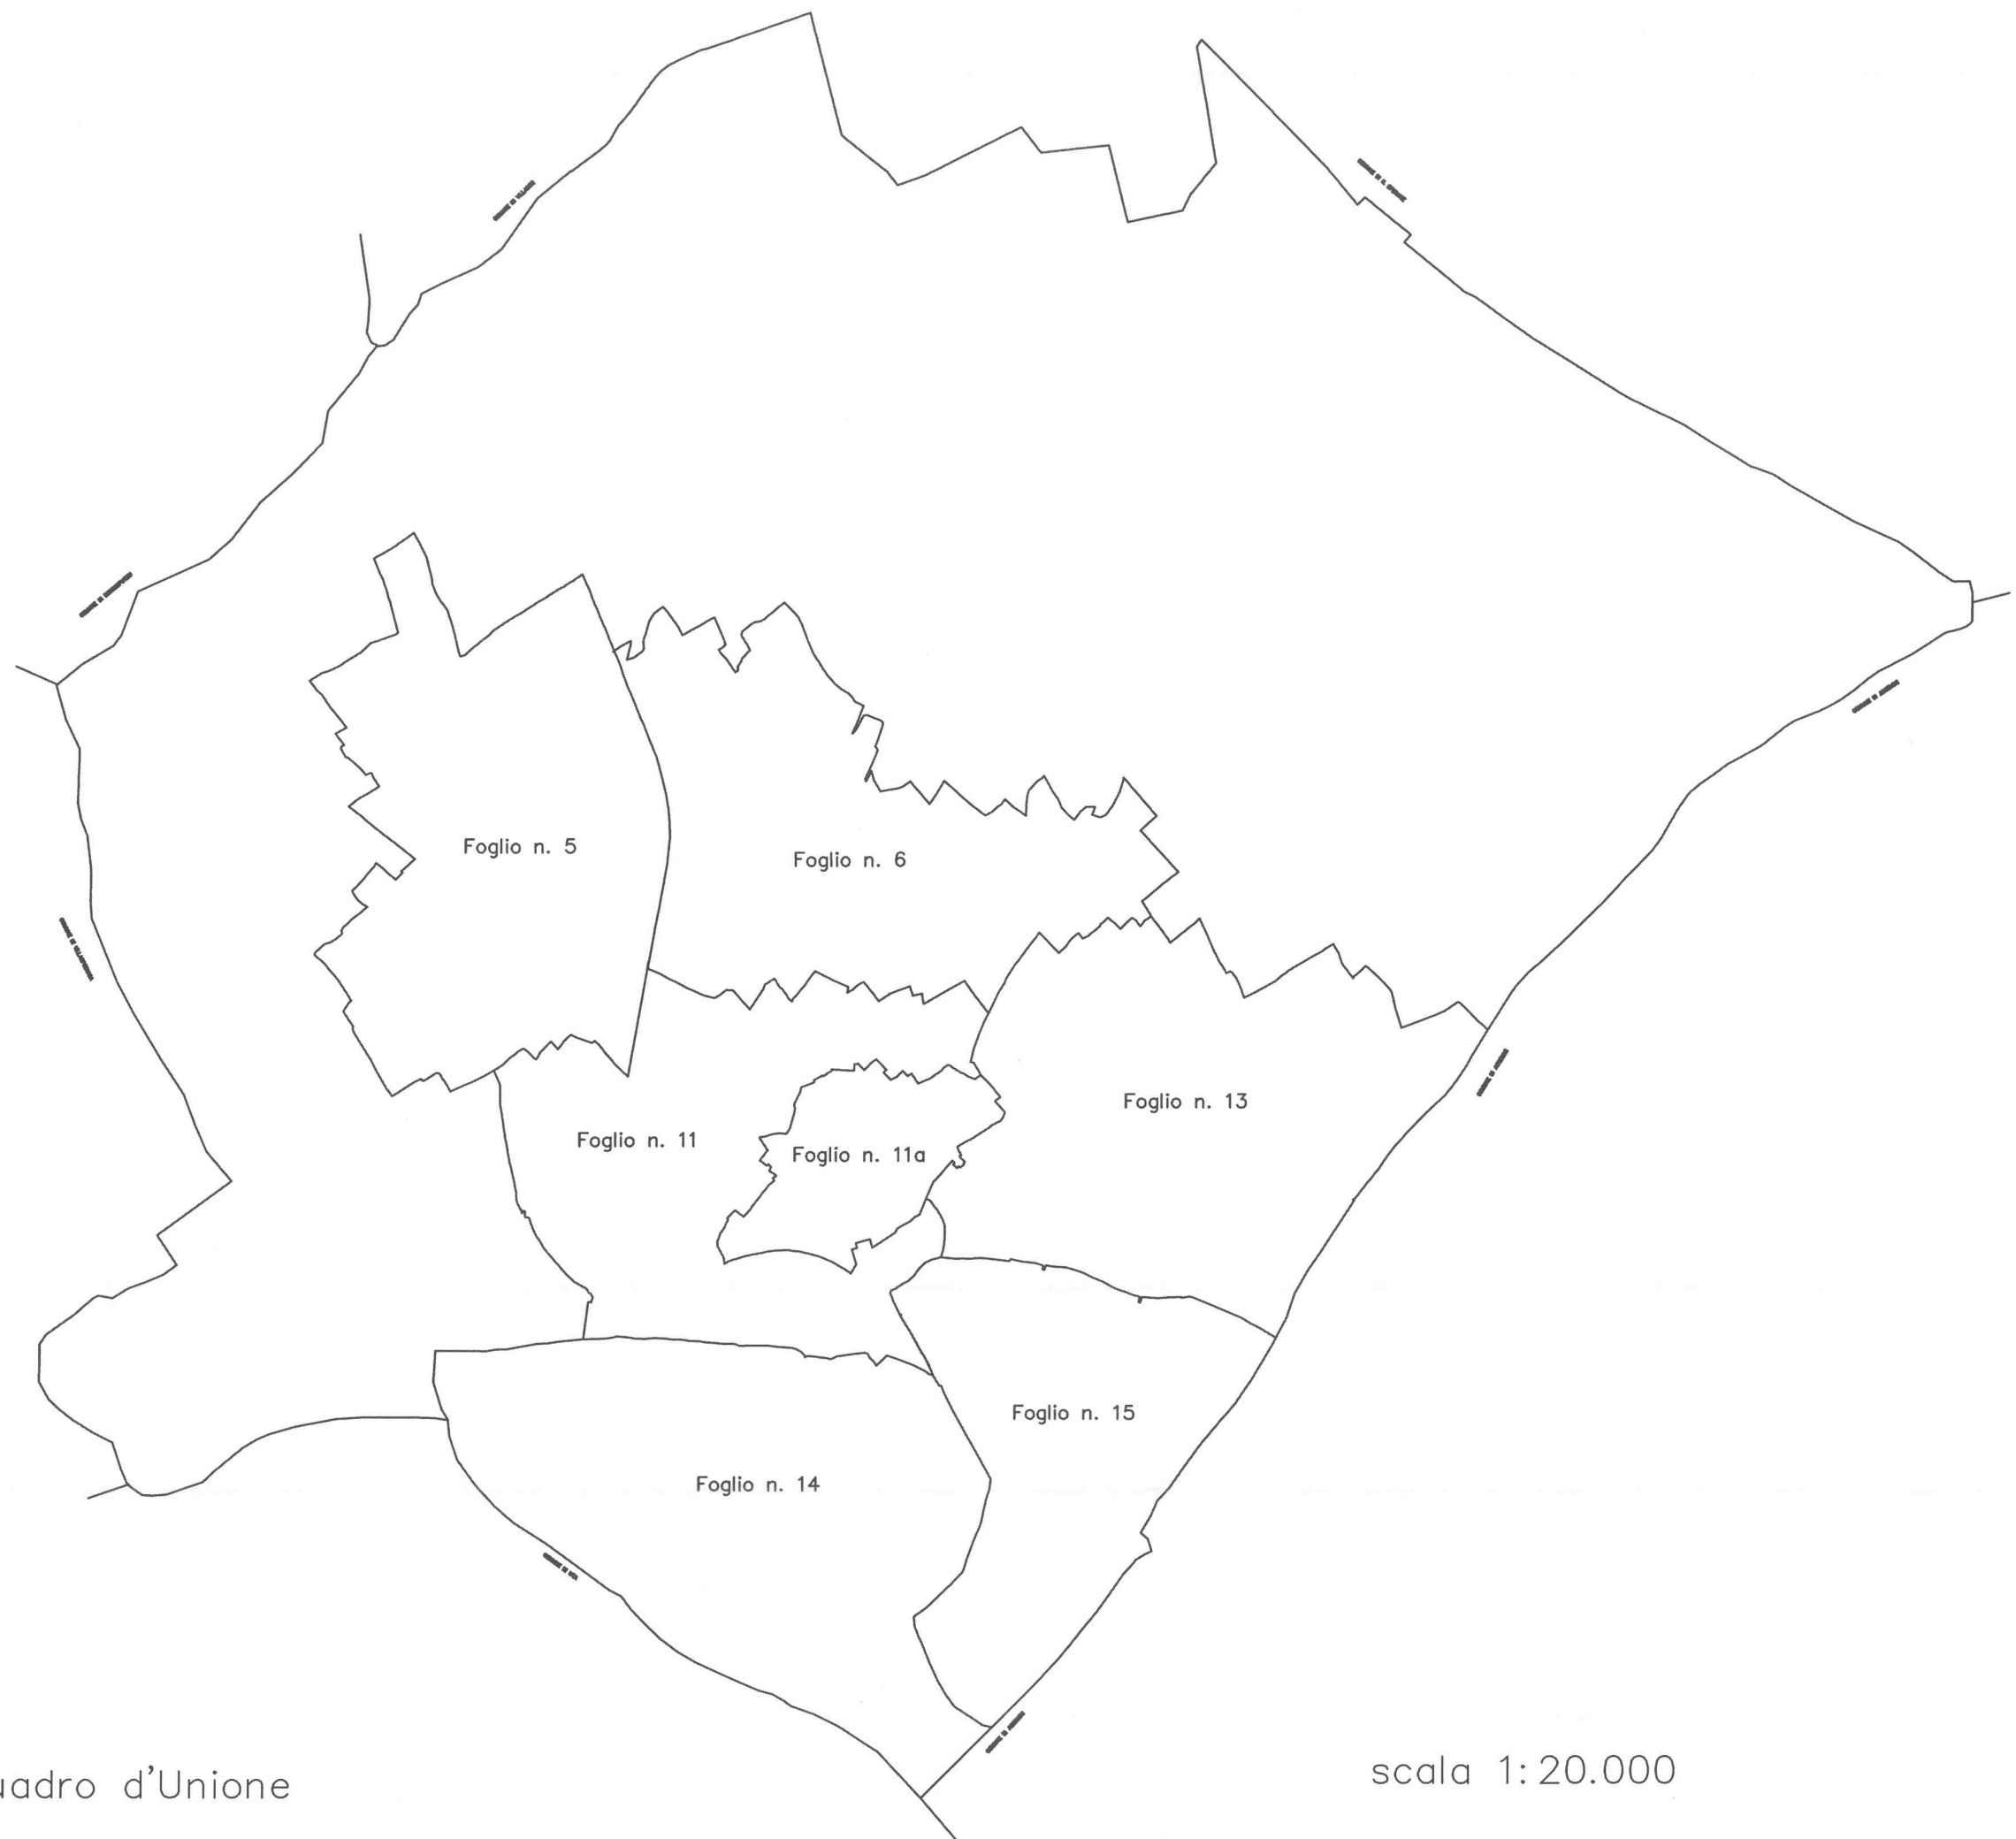 Foglio n. 5
Foglio n. 6
Foglio n. 13
Foglio n. 11
Foglio n. 11a
Foglio n. 15
Foglio n. 14
uadro d'Unione
scala 1:20.000